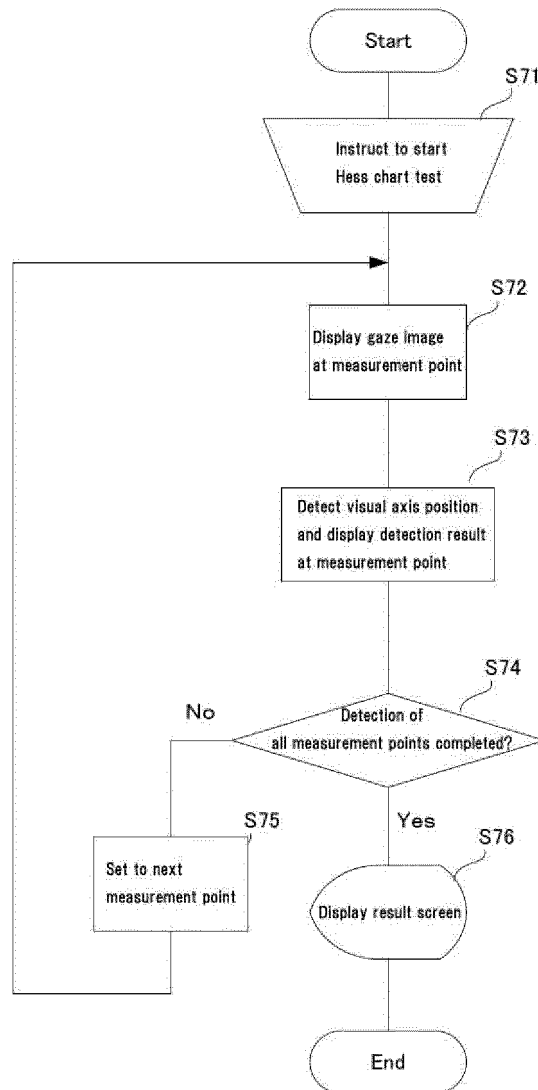 Start
S71
Instruct to start
Hess chart test
S72
Display gaze image
at measurement point
S73
Detect visual axis position
and display detection result
at measurement point
S74
No
Detection of
all measurement points completed?
S75
Yes
S76
Set to next
measurement point
Display result screen
End